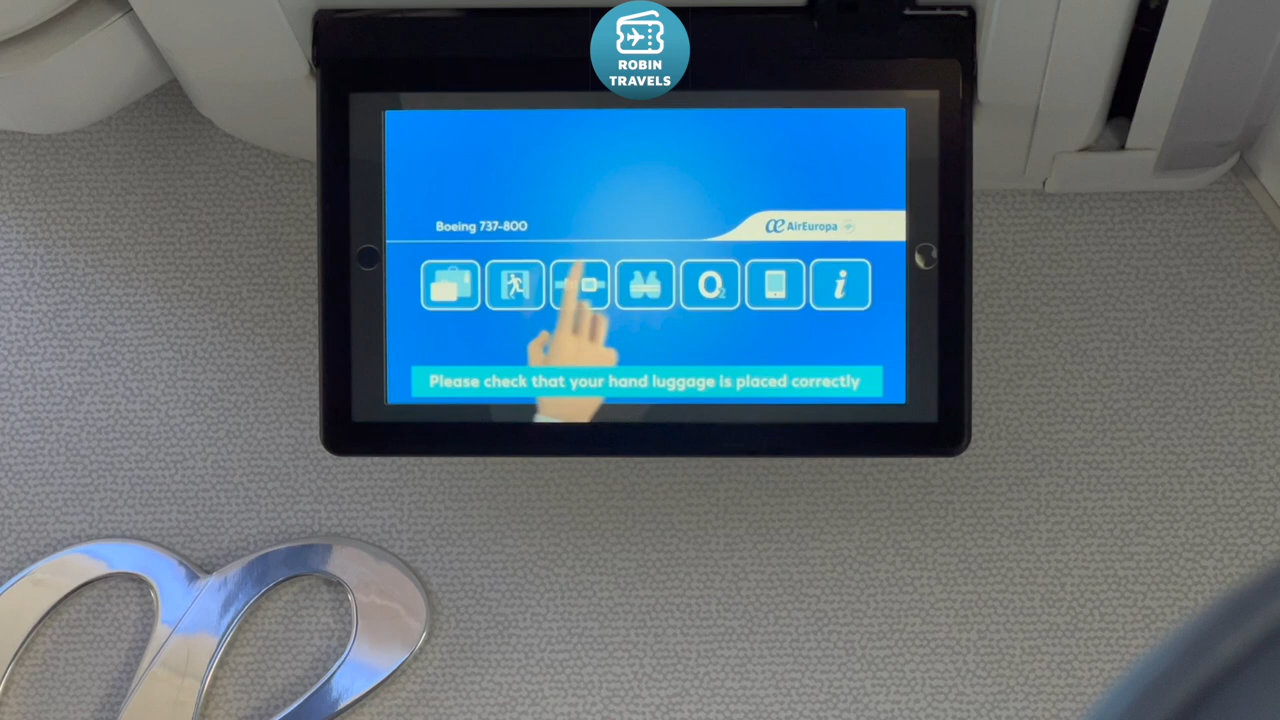 ROBIN
TRAVELS
Boeing 737-800
AirEuropa
O2
i
Please check that your hand luggage is placed correctly